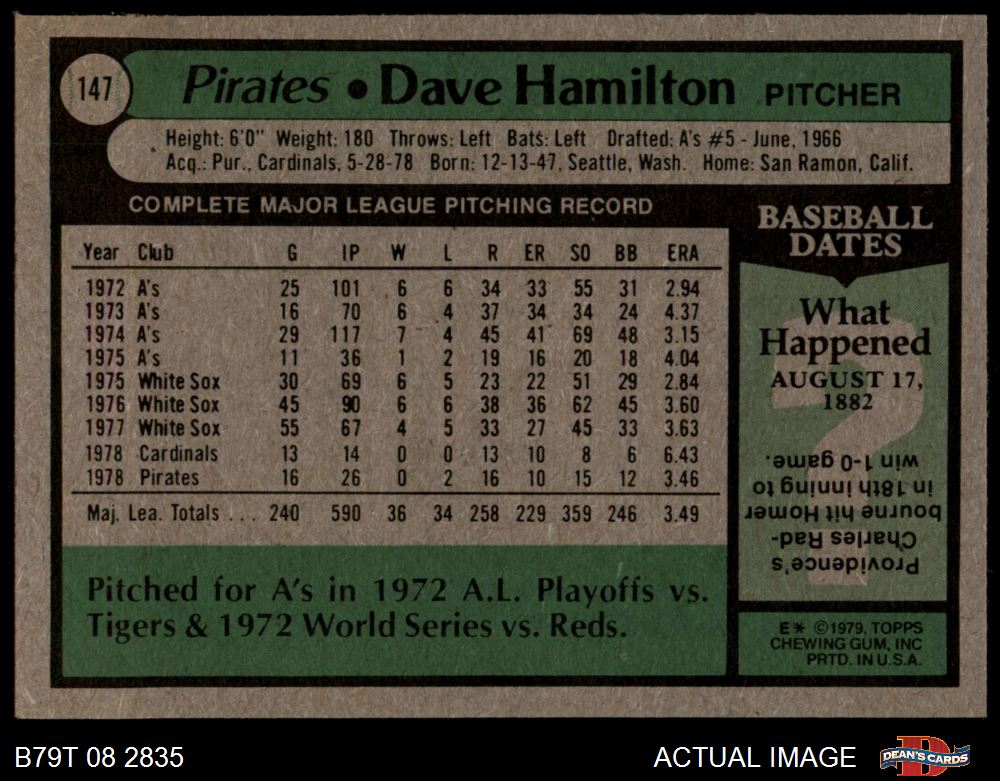 147
Pirates • Dave Hamilton PITCHER
Height: 6'0" Weight: 180 Throws: Left Bats: Left Drafted: A's #5 - June, 1966
Acq.: Pur., Cardinals, 5-28-78 Born: 12-13-47, Seattle, Wash. Home: San Ramon, Calif.
COMPLETE MAJOR LEAGUE PITCHING RECORD
Year Club G IP W L R ER SO BB ERA
1972 A's 25 101 6 6 34 33 55 31 2.94
1973 A's 16 70 6 4 37 34 34 24 4.37
1974 A's 29 117 7 4 45 41 69 48 3.15
1975 A's 11 36 1 2 19 16 20 18 4.04
1975 White Sox 30 69 6 5 23 22 51 29 2.84
1976 White Sox 45 90 6 6 38 36 62 45 3.60
1977 White Sox 55 67 4 5 33 27 45 33 3.63
1978 Cardinals 13 14 0 0 13 10 8 6 6.43
1978 Pirates 16 26 0 2 16 10 15 12 3.46
Maj. Lea. Totals ... 240 590 36 34 258 229 359 246 3.49
Pitched for A's in 1972 A.L. Playoffs vs.
Tigers & 1972 World Series vs. Reds.
BASEBALL
DATES
What
Happened
AUGUST 17,
1882
Providence's
Charles Rad-
bourne hit Homer
in 18th inning to
win 1-0 game.
E* ©1979, TOPPS
CHEWING GUM, INC
PRTD. IN U.S.A.
B79T 08 2835
ACTUAL IMAGE
DEAN'S CARDS